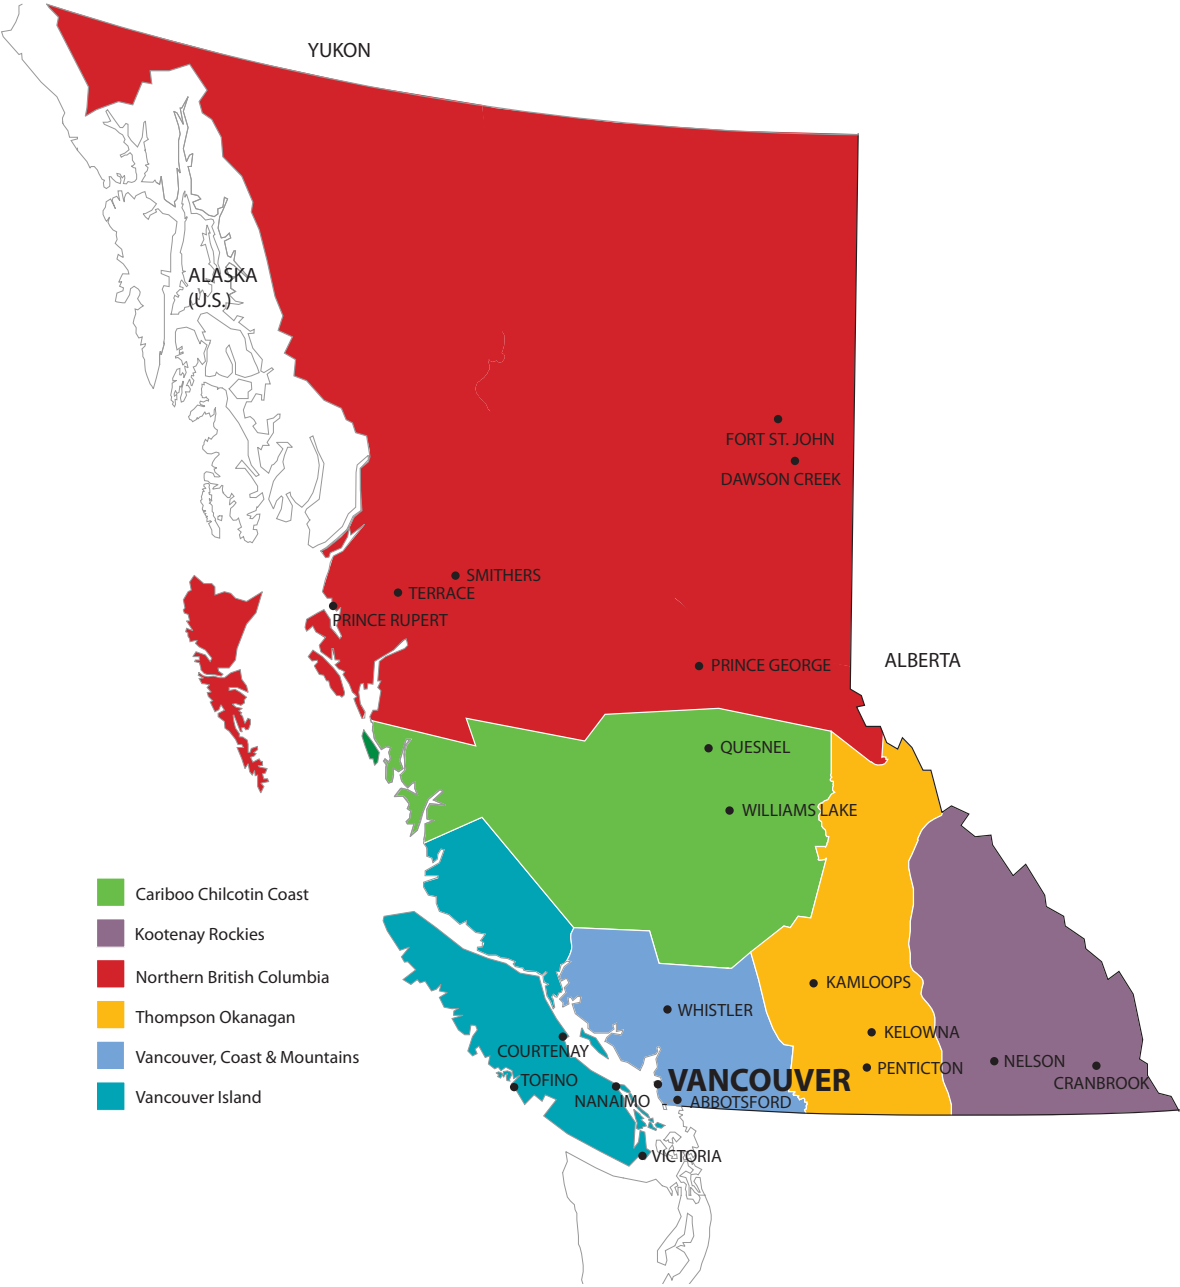 YUKON
ALASKA
(U.S.)
FORT ST. JOHN
DAWSON CREEK
SMITHERS
TERRACE
PRINCE RUPERT
PRINCE GEORGE
ALBERTA
QUESNEL
WILLIAMS LAKE
Cariboo Chilcotin Coast
Kootenay Rockies
Northern British Columbia
Thompson Okanagan
Vancouver, Coast & Mountains
Vancouver Island
KAMLOOPS
WHISTLER
KELOWNA
COURTENAY
NELSON
PENTICTON
TOFINO
VANCOUVER
CRANBROOK
NANAIMO
ABBOTSFORD
VICTORIA